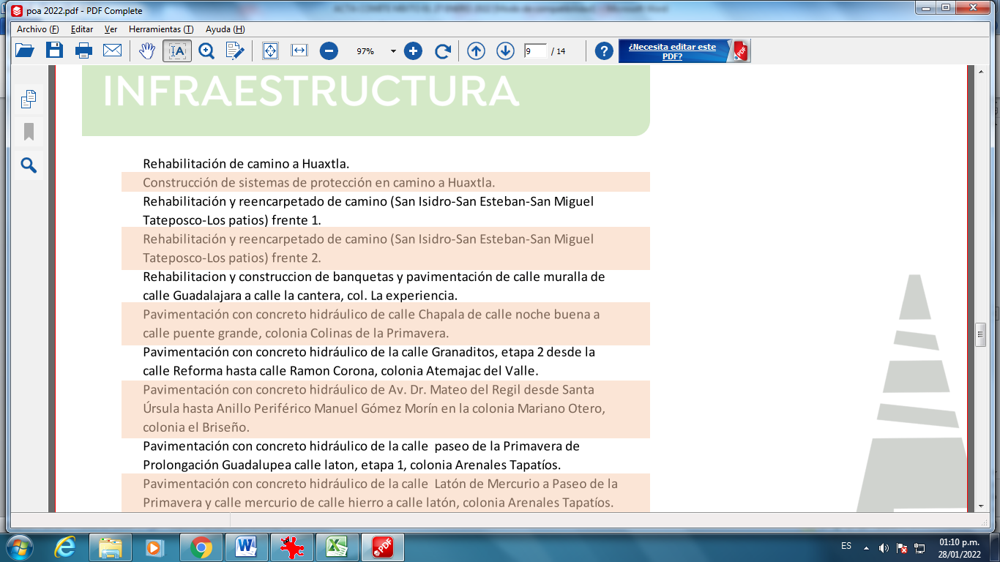 poa 2022.pdf - PDF Complete
Archivo (F) Editar Ver Herramientas (T) Ayuda (H)
97% 9 / 14 ¿Necesita editar este
PDF?
INFRAESTRUCTURA
Rehabilitación de camino a Huaxtla.
Construcción de sistemas de protección en camino a Huaxtla.
Rehabilitación y reencarpetado de camino (San Isidro-San Esteban-San Miguel
Tateposco-Los patios) frente 1.
Rehabilitación y reencarpetado de camino (San Isidro-San Esteban-San Miguel
Tateposco-Los patios) frente 2.
Rehabilitacion y construccion de banquetas y pavimentación de calle muralla de
calle Guadalajara a calle la cantera, col. La experiencia.
Pavimentación con concreto hidráulico de calle Chapala de calle noche buena a
calle puente grande, colonia Colinas de la Primavera.
Pavimentación con concreto hidráulico de la calle Granaditos, etapa 2 desde la
calle Reforma hasta calle Ramon Corona, colonia Atemajac del Valle.
Pavimentación con concreto hidráulico de Av. Dr. Mateo del Regil desde Santa
Úrsula hasta Anillo Periférico Manuel Gómez Morín en la colonia Mariano Otero,
colonia el Briseño.
Pavimentación con concreto hidráulico de la calle  paseo de la Primavera de
Prolongación Guadalupea calle laton, etapa 1, colonia Arenales Tapatíos.
Pavimentación con concreto hidráulico de la calle  Latón de Mercurio a Paseo de la
Primavera y calle mercurio de calle hierro a calle latón, colonia Arenales Tapatíos.
ES 01:10 p.m.
28/01/2022